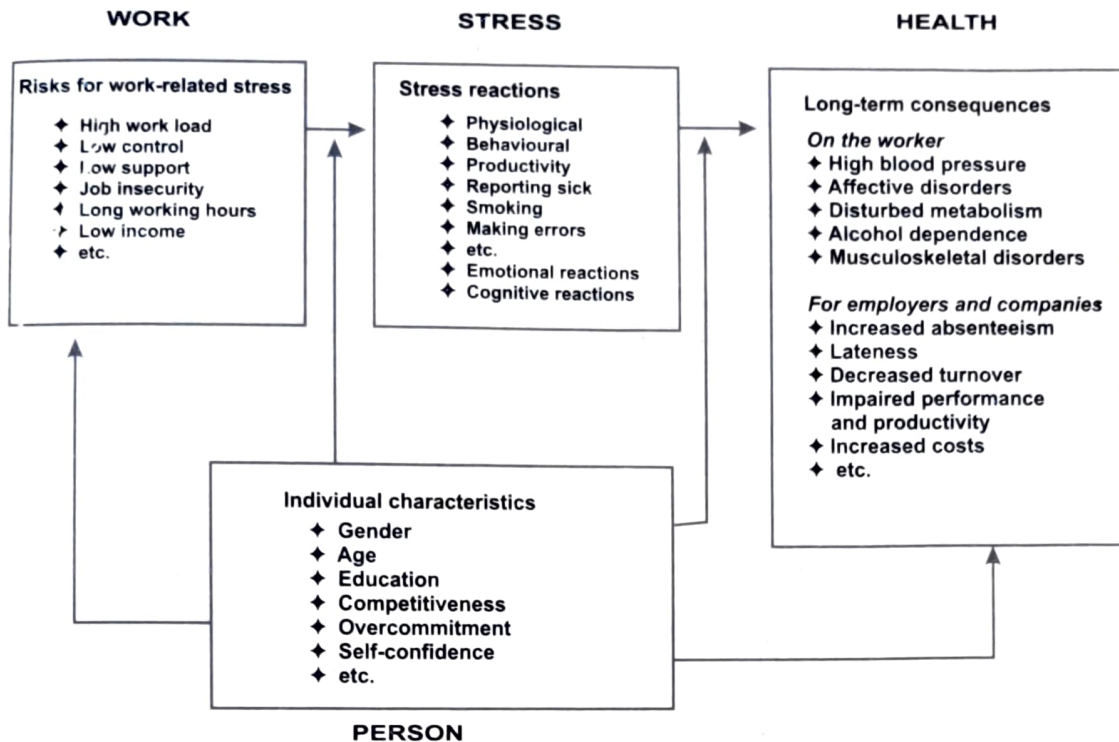 WORK
Risks for work-related stress
✦ High work load
✦ Low control
✦ Low support
✦ Job insecurity
✦ Long working hours
✦ Low income
✦ etc.
STRESS
Stress reactions
✦ Physiological
✦ Behavioural
✦ Productivity
✦ Reporting sick
✦ Smoking
✦ Making errors
✦ etc.
✦ Emotional reactions
✦ Cognitive reactions
HEALTH
Long-term consequences
On the worker
✦ High blood pressure
✦ Affective disorders
✦ Disturbed metabolism
✦ Alcohol dependence
✦ Musculoskeletal disorders
For employers and companies
✦ Increased absenteeism
✦ Lateness
✦ Decreased turnover
✦ Impaired performance
and productivity
✦ Increased costs
✦ etc.
Individual characteristics
✦ Gender
✦ Age
✦ Education
✦ Competitiveness
✦ Overcommitment
✦ Self-confidence
✦ etc.
PERSON